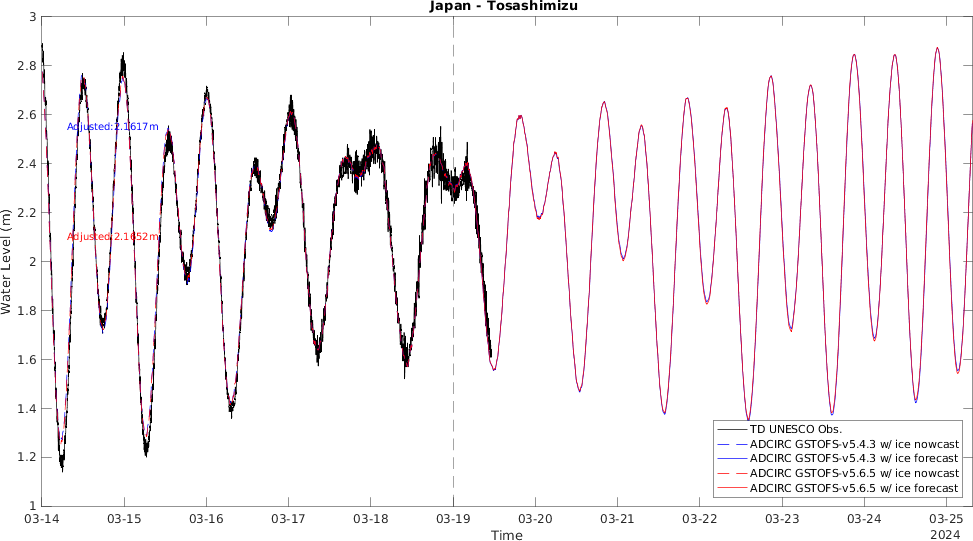 Japan - Tosashimizu
Water Level (m)
3
2.8
2.6
2.4
2.2
2
1.8
1.6
1.4
1.2
1
Adjusted:2.1617m
Adjusted:2.1652m
TD UNESCO Obs.
ADCIRC GSTOFS-v5.4.3 w/ ice nowcast
ADCIRC GSTOFS-v5.4.3 w/ ice forecast
ADCIRC GSTOFS-v5.6.5 w/ ice nowcast
ADCIRC GSTOFS-v5.6.5 w/ ice forecast
03-14 03-15 03-16 03-17 03-18 03-19 03-20 03-21 03-22 03-23 03-24 03-25
Time
2024